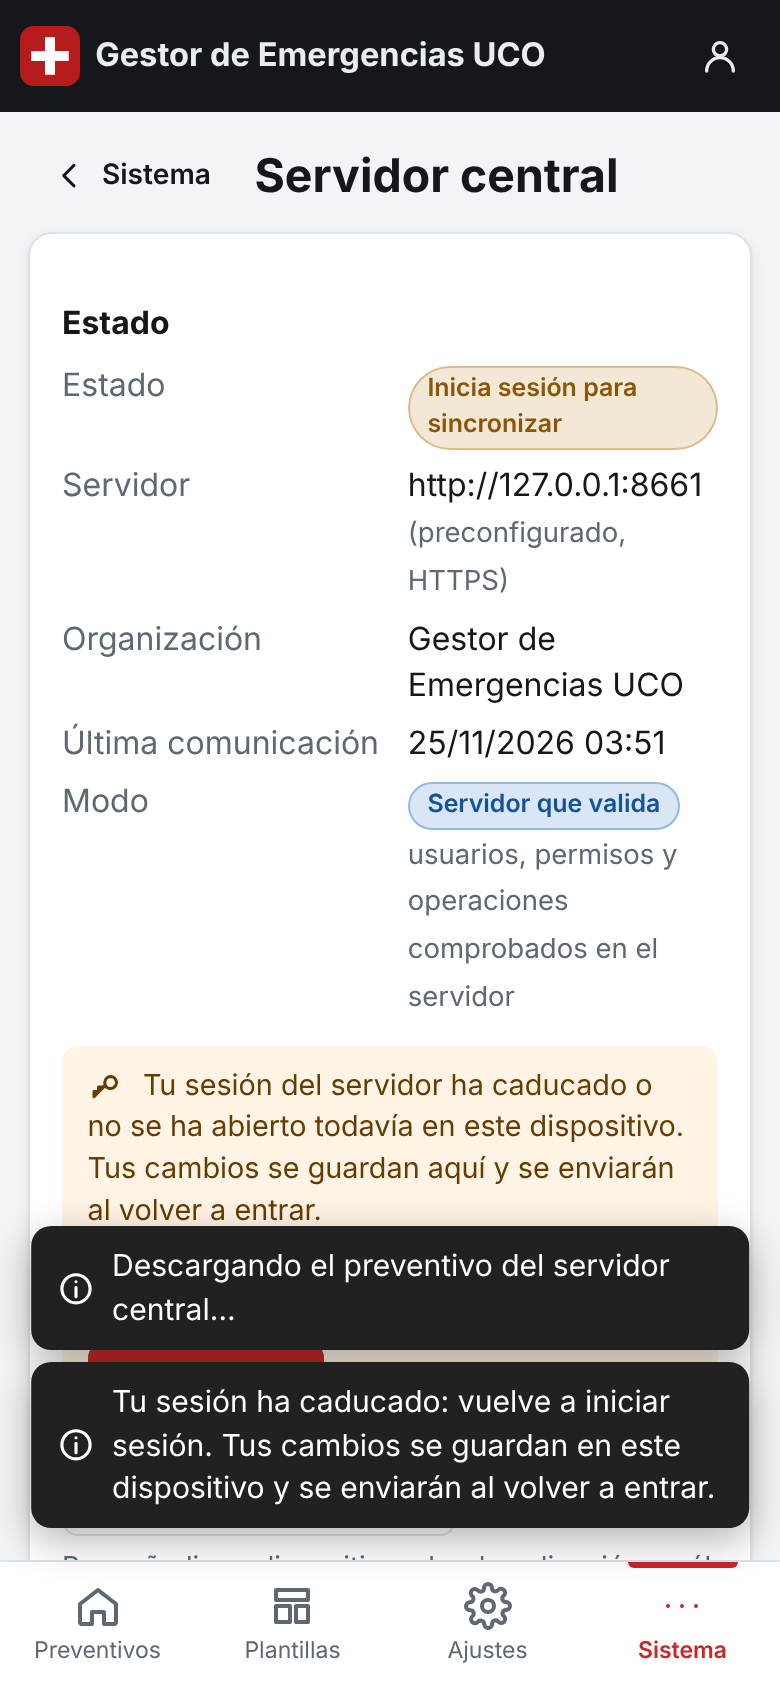 Gestor de Emergencias UCO
Sistema
Servidor central
Estado
Estado
Inicia sesión para
sincronizar
Servidor
http://127.0.0.1:8661
(preconfigurado,
HTTPS)
Organización
Gestor de
Emergencias UCO
Última comunicación
25/11/2026 03:51
Modo
Servidor que valida
usuarios, permisos y
operaciones
comprobados en el
servidor
Tu sesión del servidor ha caducado o
no se ha abierto todavía en este dispositivo.
Tus cambios se guardan aquí y se enviarán
al volver a entrar.
Descargando el preventivo del servidor
central...
Tu sesión ha caducado: vuelve a iniciar
sesión. Tus cambios se guardan en este
dispositivo y se enviarán al volver a entrar.
Preventivos
Plantillas
Ajustes
Sistema